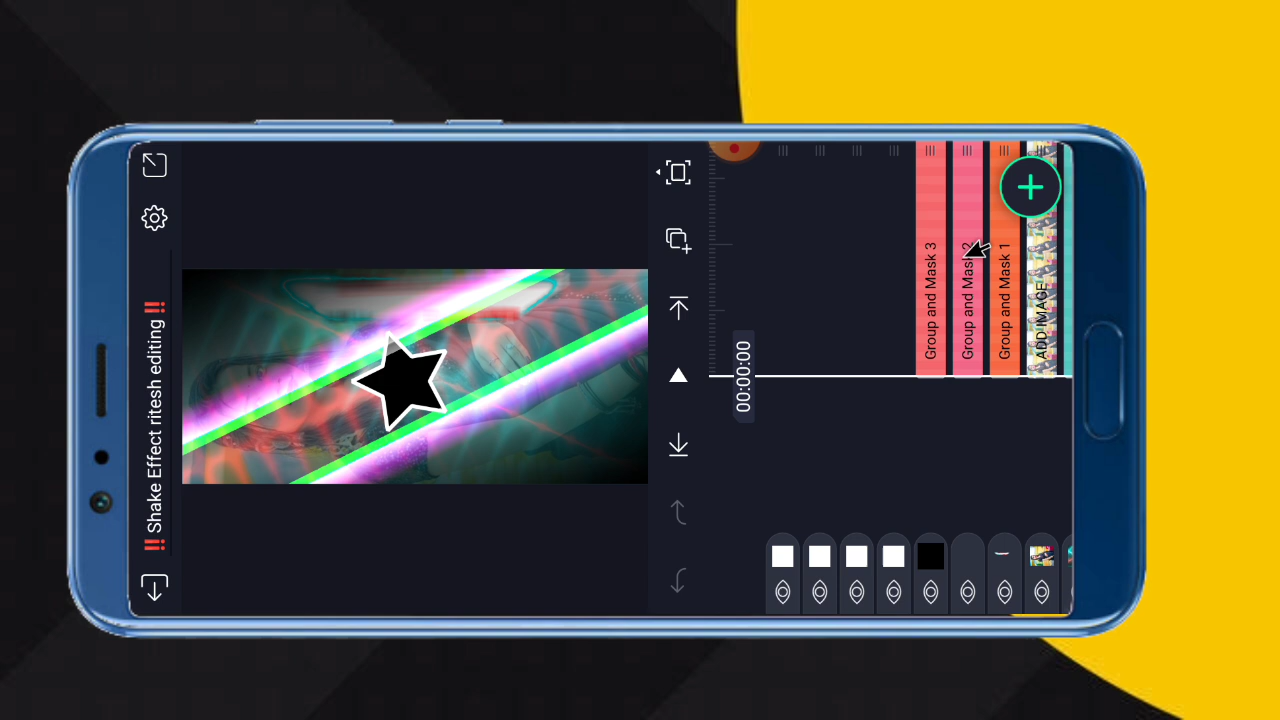 ‼ Shake Effect ritesh editing ‼
00:00:00
Group and Mask 3
Group and Mask 2
Group and Mask 1
ADD IMAGE